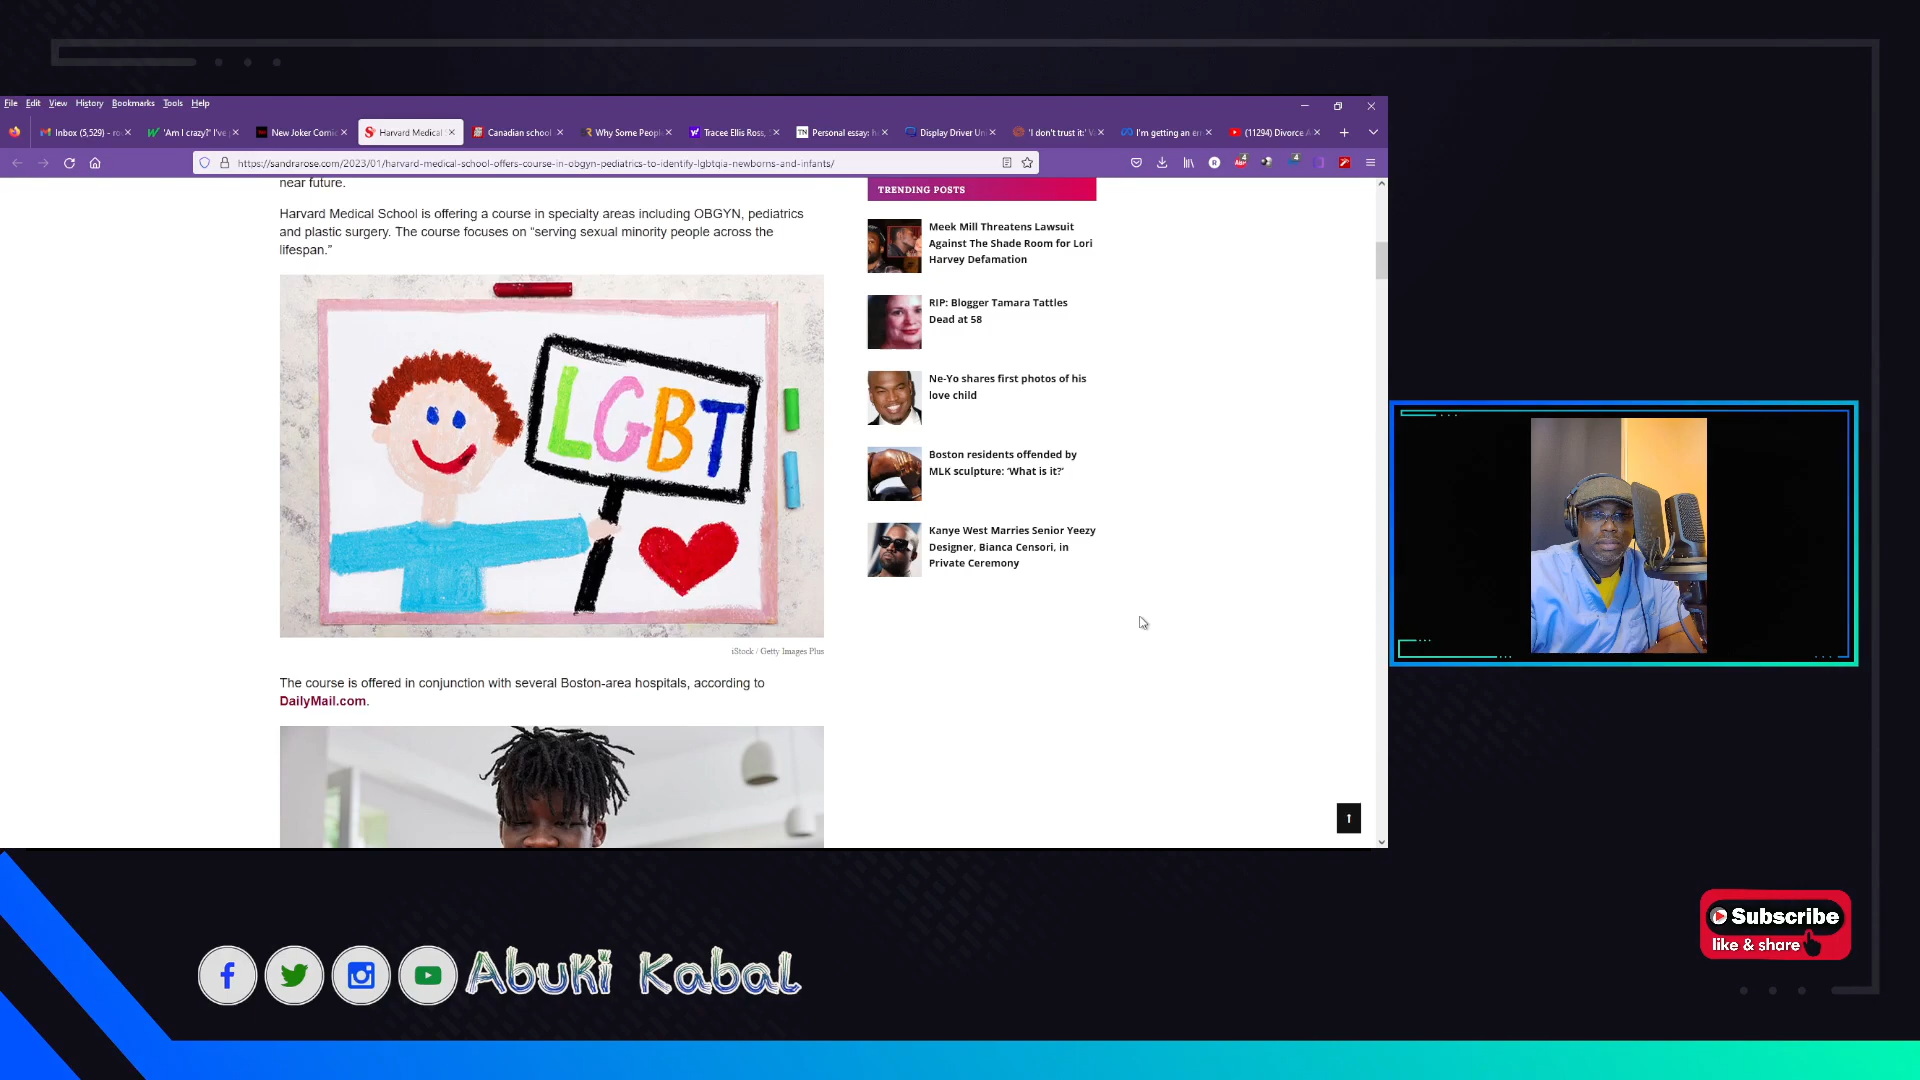 File Edit View History Bookmarks Tools Help
Inbox (5,529) - ro
'Am I crazy?' I've
New Joker Comic
Harvard Medical
Canadian school
Why Some People
Tracee Ellis Ross,
Personal essay:
Display Driver Un
'I don't trust it:'
I'm getting an er
(11294) Divorce
https://sandrarose.com/2023/01/harvard-medical-school-offers-course-in-obgyn-pediatrics-to-identify-lgbtqia-newborns-and-infants/
near future.
Harvard Medical School is offering a course in specialty areas including OBGYN, pediatrics
and plastic surgery. The course focuses on “serving sexual minority people across the
lifespan.”
LGBT
iStock / Getty Images Plus
The course is offered in conjunction with several Boston-area hospitals, according to
DailyMail.com.
TRENDING POSTS
Meek Mill Threatens Lawsuit
Against The Shade Room for Lori
Harvey Defamation
RIP: Blogger Tamara Tattles
Dead at 58
Ne-Yo shares first photos of his
love child
Boston residents offended by
MLK sculpture: ‘What is it?’
Kanye West Marries Senior Yeezy
Designer, Bianca Censori, in
Private Ceremony
Subscribe
like & share
Abuki Kabal